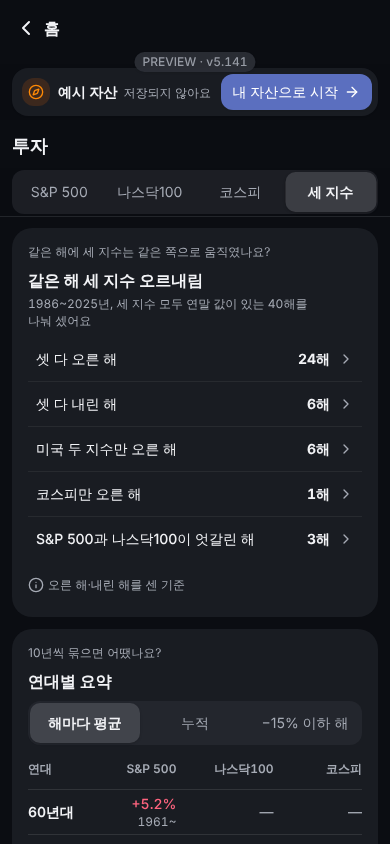 홈
PREVIEW · v5.141
예시 자산 저장되지 않아요 내 자산으로 시작 →
투자
S&P 500 나스닥100 코스피 세 지수
같은 해에 세 지수는 같은 쪽으로 움직였나요?
같은 해 세 지수 오르내림
1986~2025년, 세 지수 모두 연말 값이 있는 40해를
나눠 셌어요
셋 다 오른 해 24해
셋 다 내린 해 6해
미국 두 지수만 오른 해 6해
코스피만 오른 해 1해
S&P 500과 나스닥100이 엇갈린 해 3해
오른 해·내린 해를 센 기준
10년씩 묶으면 어땠나요?
연대별 요약
해마다 평균 누적 −15% 이하 해
연대 S&P 500 나스닥100 코스피
60년대 +5.2% — —
1961~